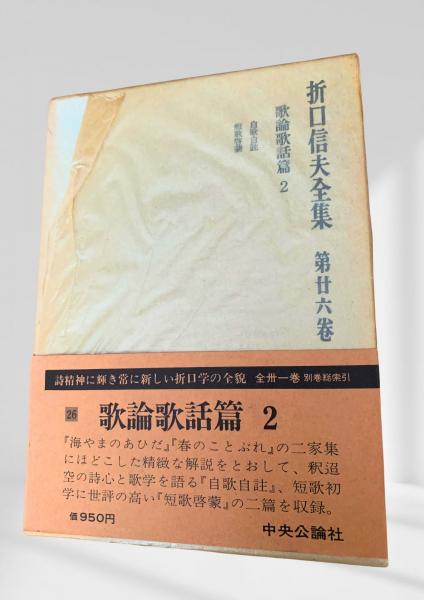 折口信夫全集 第廿六卷
歌論歌話篇 2
自歌自註
短歌啓蒙
詩精神に輝き常に新しい折口学の全貌 全卅一巻 別巻総索引
26 歌論歌話篇 2
『海やまのあひだ』『春のことぶれ』の二家集
にほどこした精緻な解説をとおして、釈迢
空の詩心と歌学を語る『自歌自註』、短歌初
学に世評の高い『短歌啓蒙』の二篇を収録。
価950円
中央公論社